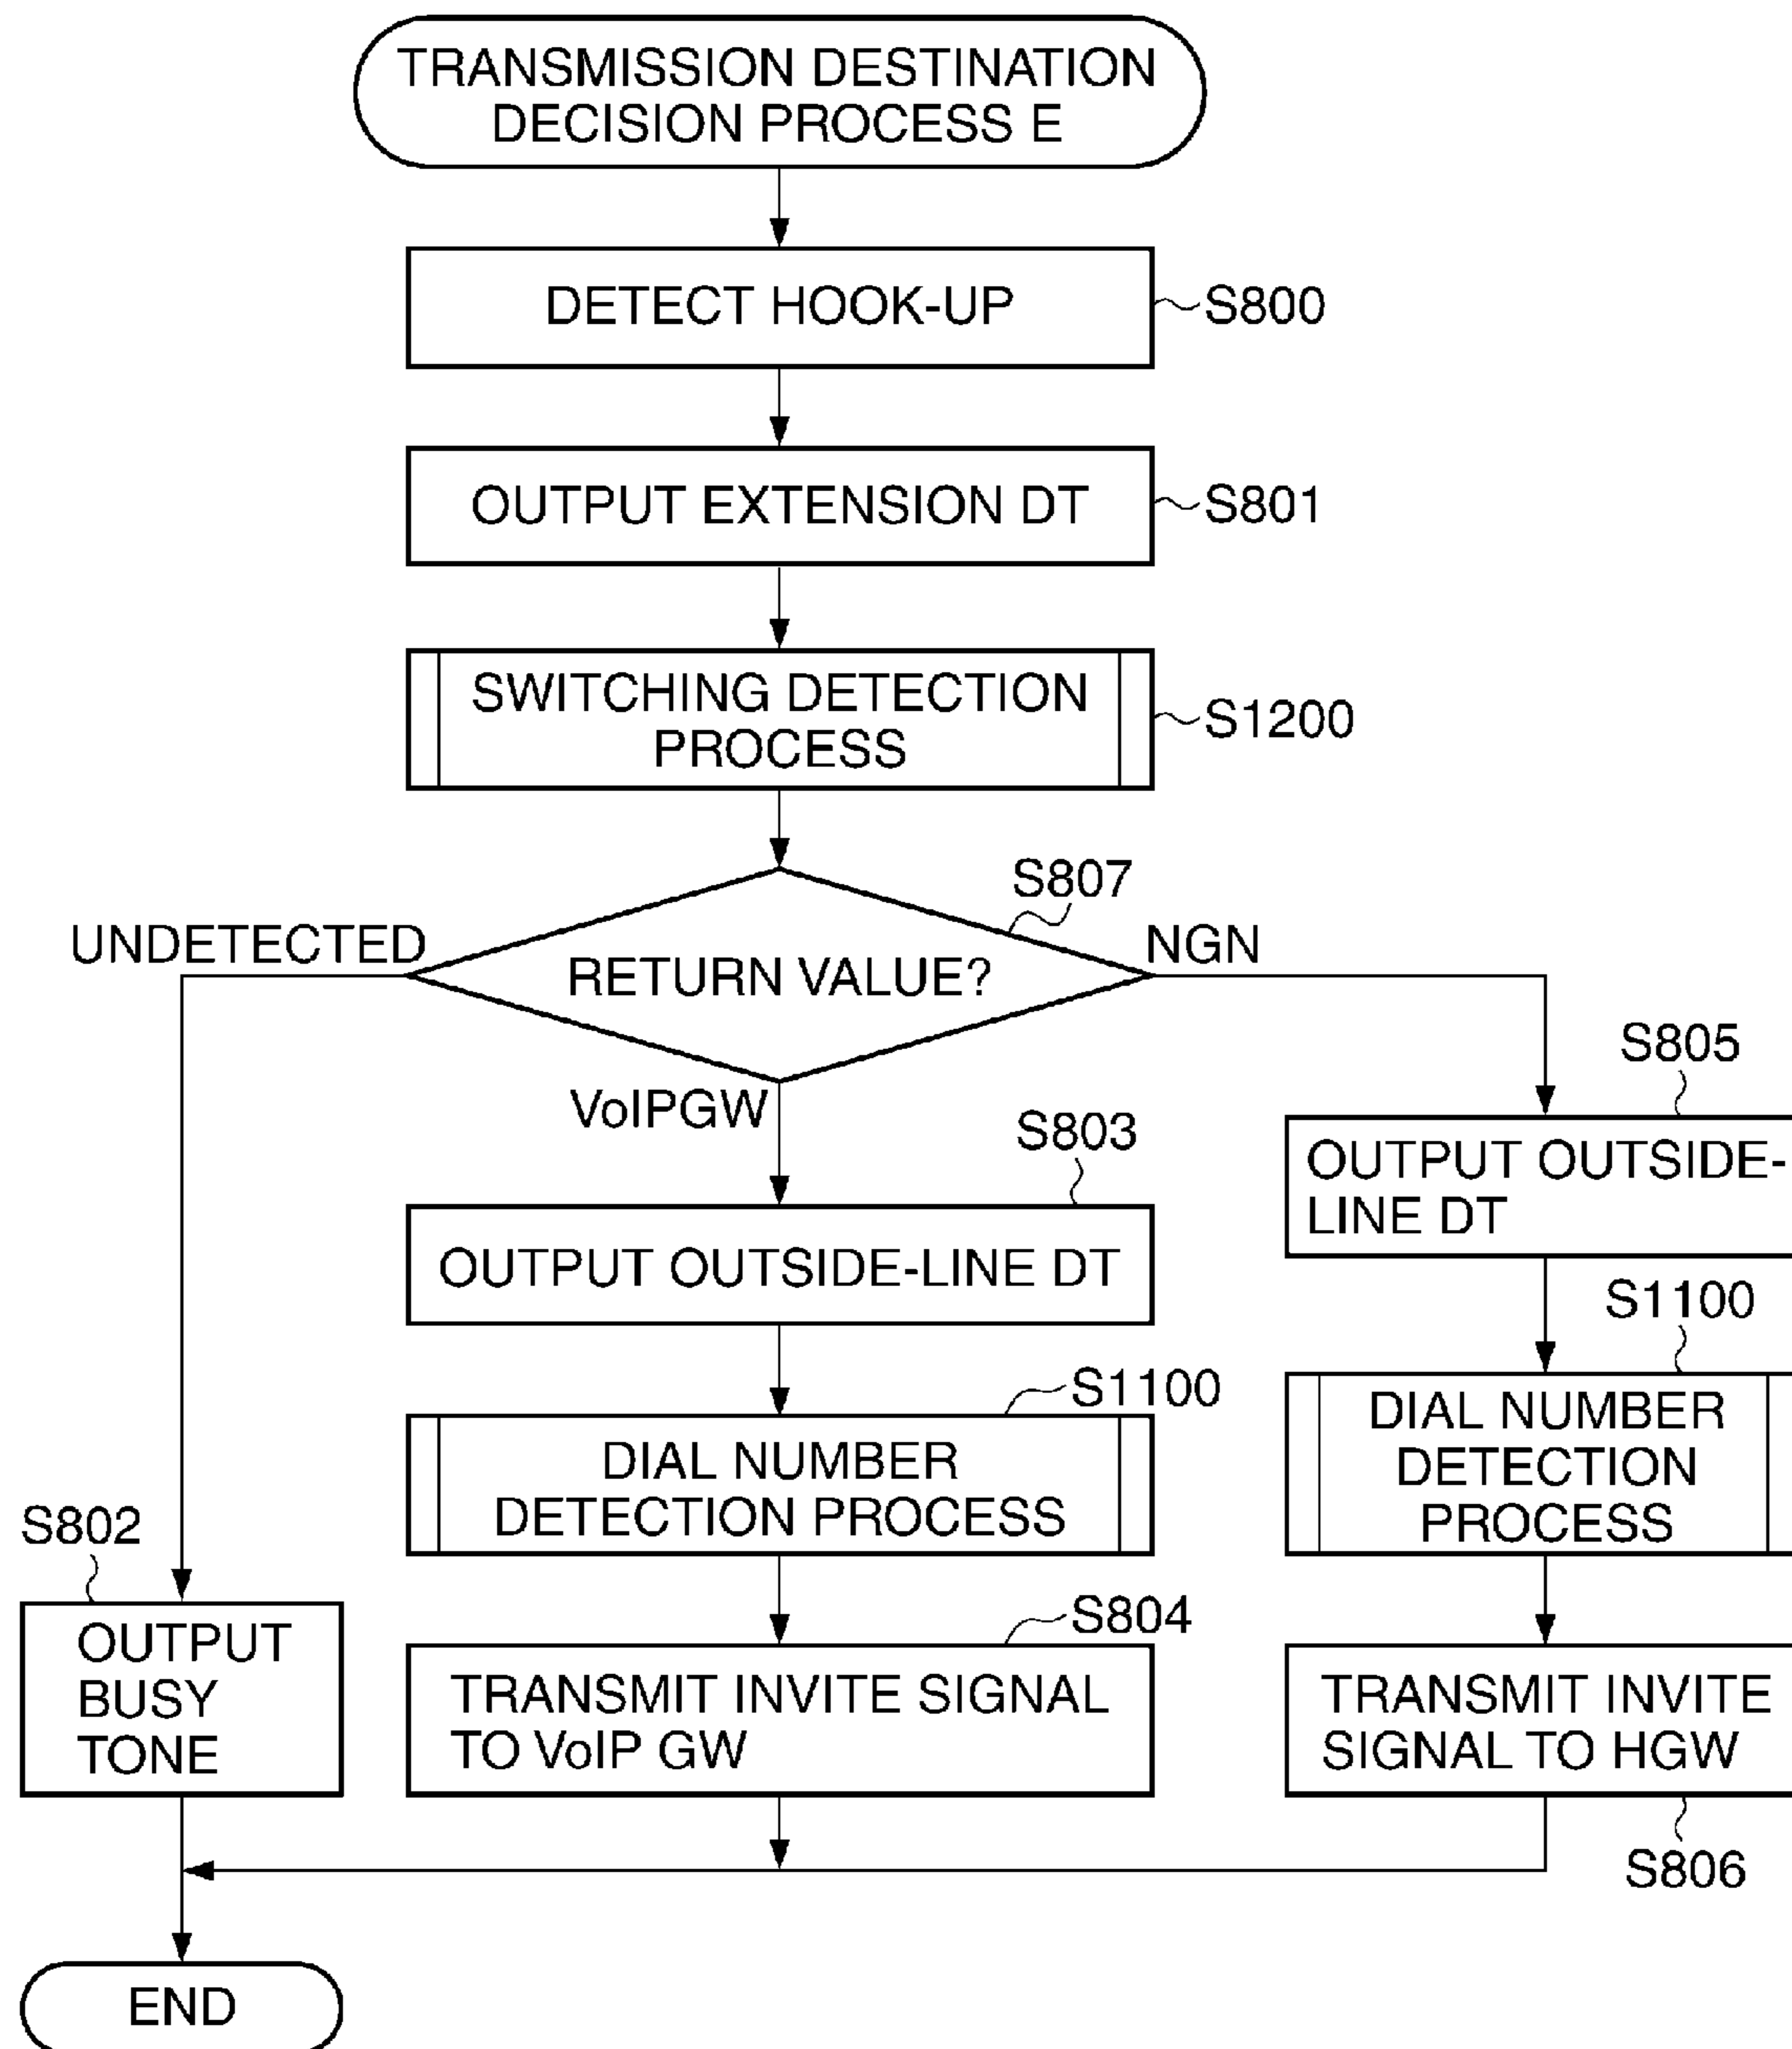 TRANSMISSION DESTINATION
DECISION PROCESS E
DETECT HOOK-UP
S800
OUTPUT EXTENSION DT
S801
SWITCHING DETECTION
PROCESS
S1200
S807
UNDETECTED
RETURN VALUE?
NGN
VoIPGW
S805
OUTPUT OUTSIDE-
LINE DT
S803
OUTPUT OUTSIDE-LINE DT
S1100
DIAL NUMBER
DETECTION
PROCESS
S1100
DIAL NUMBER
DETECTION PROCESS
S802
OUTPUT
BUSY
TONE
S804
TRANSMIT INVITE SIGNAL
TO VoIP GW
TRANSMIT INVITE
SIGNAL TO HGW
S806
END